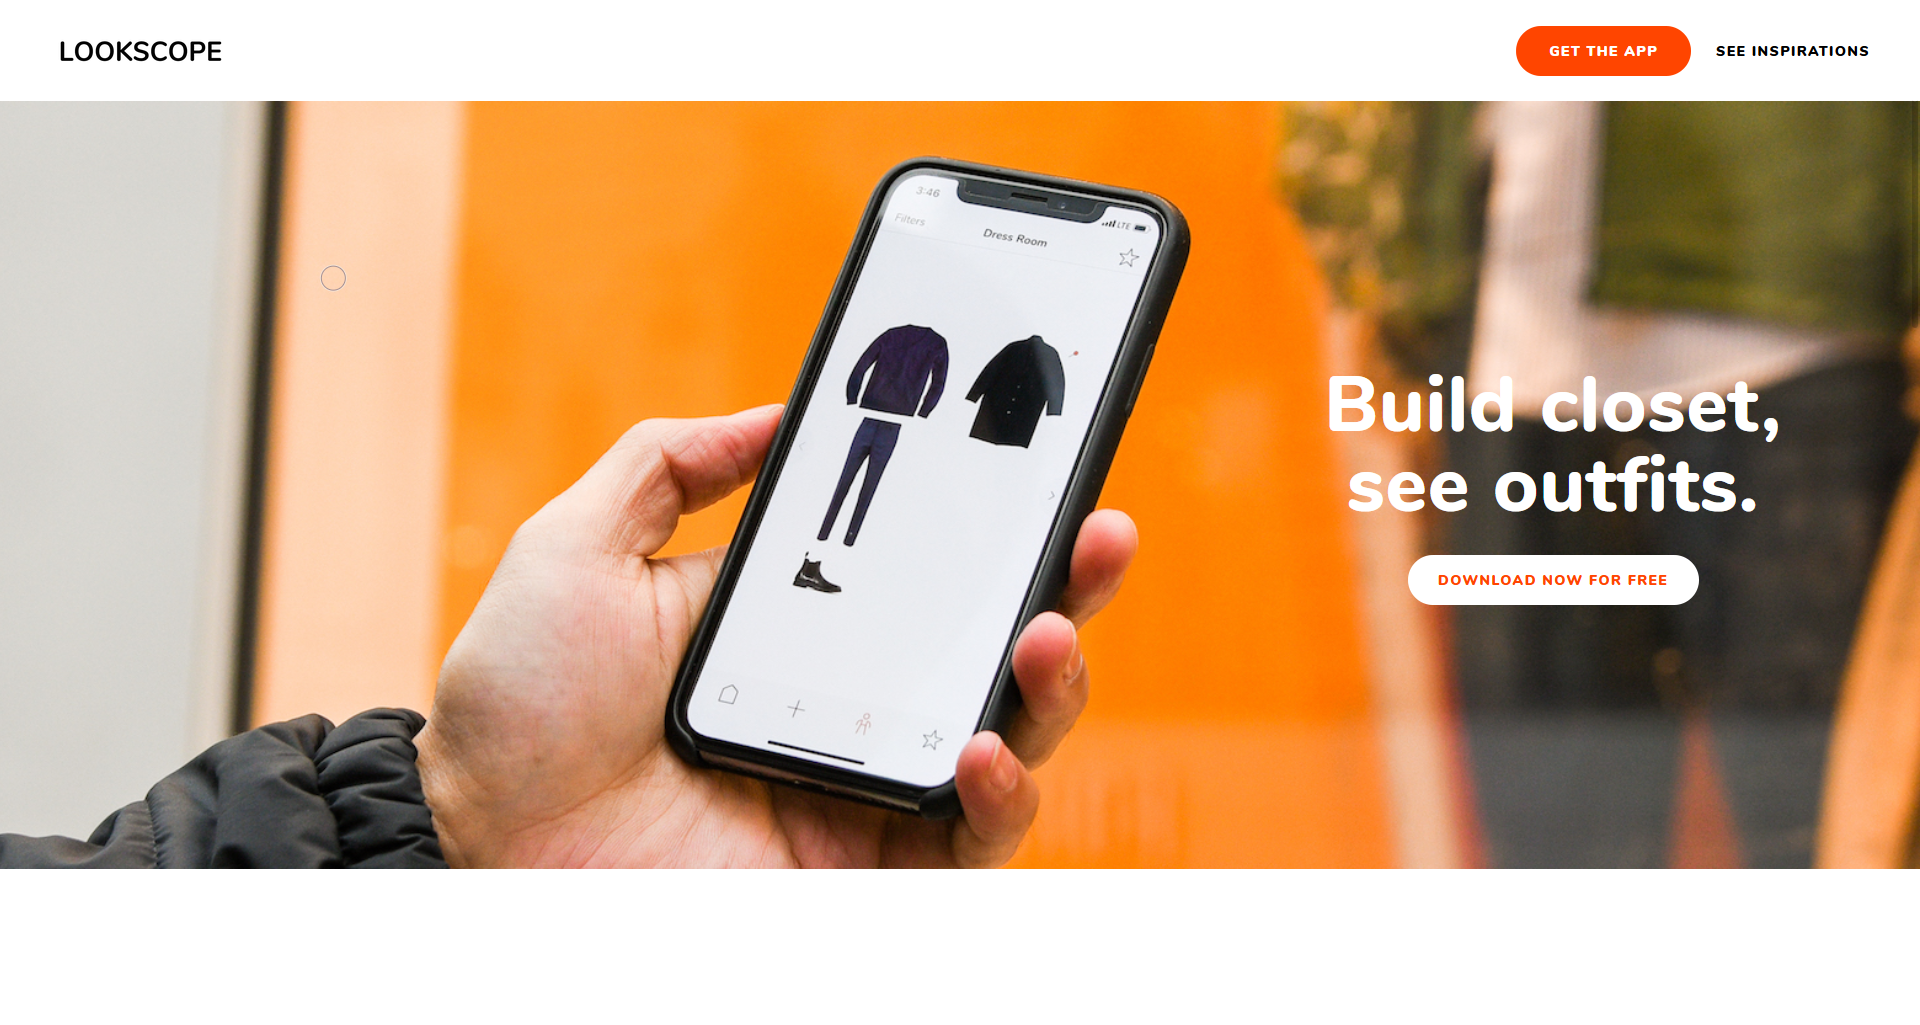 LOOKSCOPE
GET THE APP
SEE INSPIRATIONS
3:46
LTE
Filters
Dress Room
Build closet,
see outfits.
DOWNLOAD NOW FOR FREE